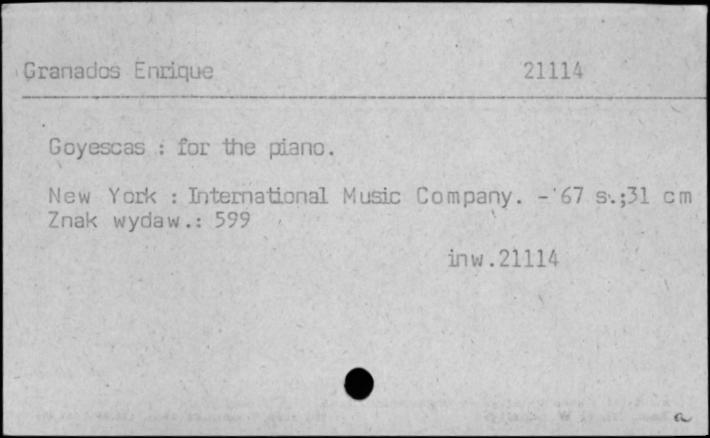 Granados Enrique 21114
Goyescas : for the piano.
New York : International Music Company. - 67 s.;31 cm
Znak wydaw.: 599
inw.21114
a